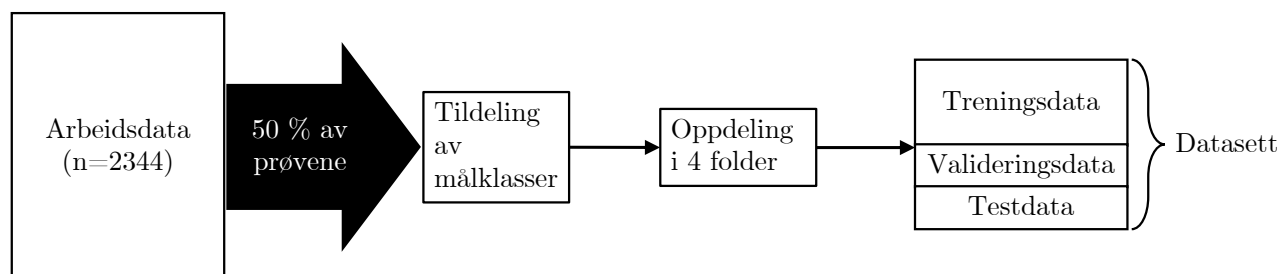 Arbeidsdata
(n=2344)
50 % av
prøvene
Tildeling
av
målklasser
Oppdeling
i 4 folder
Treningsdata
Valideringsdata
Testdata
Datasett